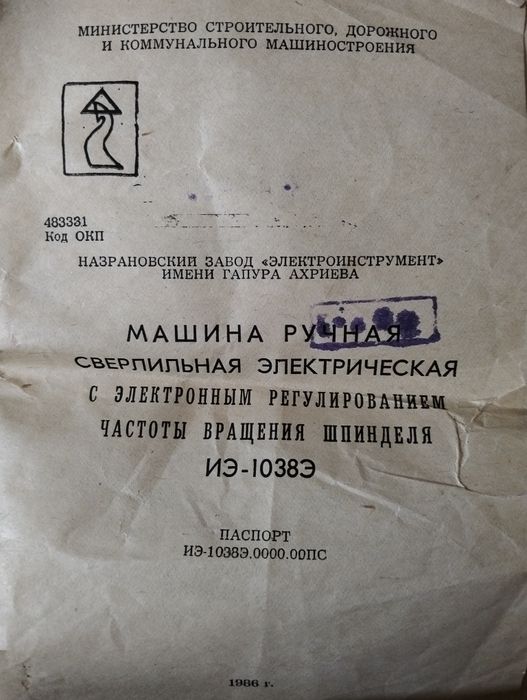 МИНИСТЕРСТВО СТРОИТЕЛЬНОГО, ДОРОЖНОГО
И КОММУНАЛЬНОГО МАШИНОСТРОЕНИЯ
483331
Код ОКП
НАЗРАНОВСКИЙ ЗАВОД «ЭЛЕКТРОИНСТРУМЕНТ»
ИМЕНИ ГАПУРА АХРИЕВА
МАШИНА РУЧНАЯ
СВЕРЛИЛЬНАЯ ЭЛЕКТРИЧЕСКАЯ
С ЭЛЕКТРОННЫМ РЕГУЛИРОВАНИЕМ
ЧАСТОТЫ ВРАЩЕНИЯ ШПИНДЕЛЯ
ИЭ-1038Э
ПАСПОРТ
ИЭ-1038Э.0000.00ПС
1986 г.